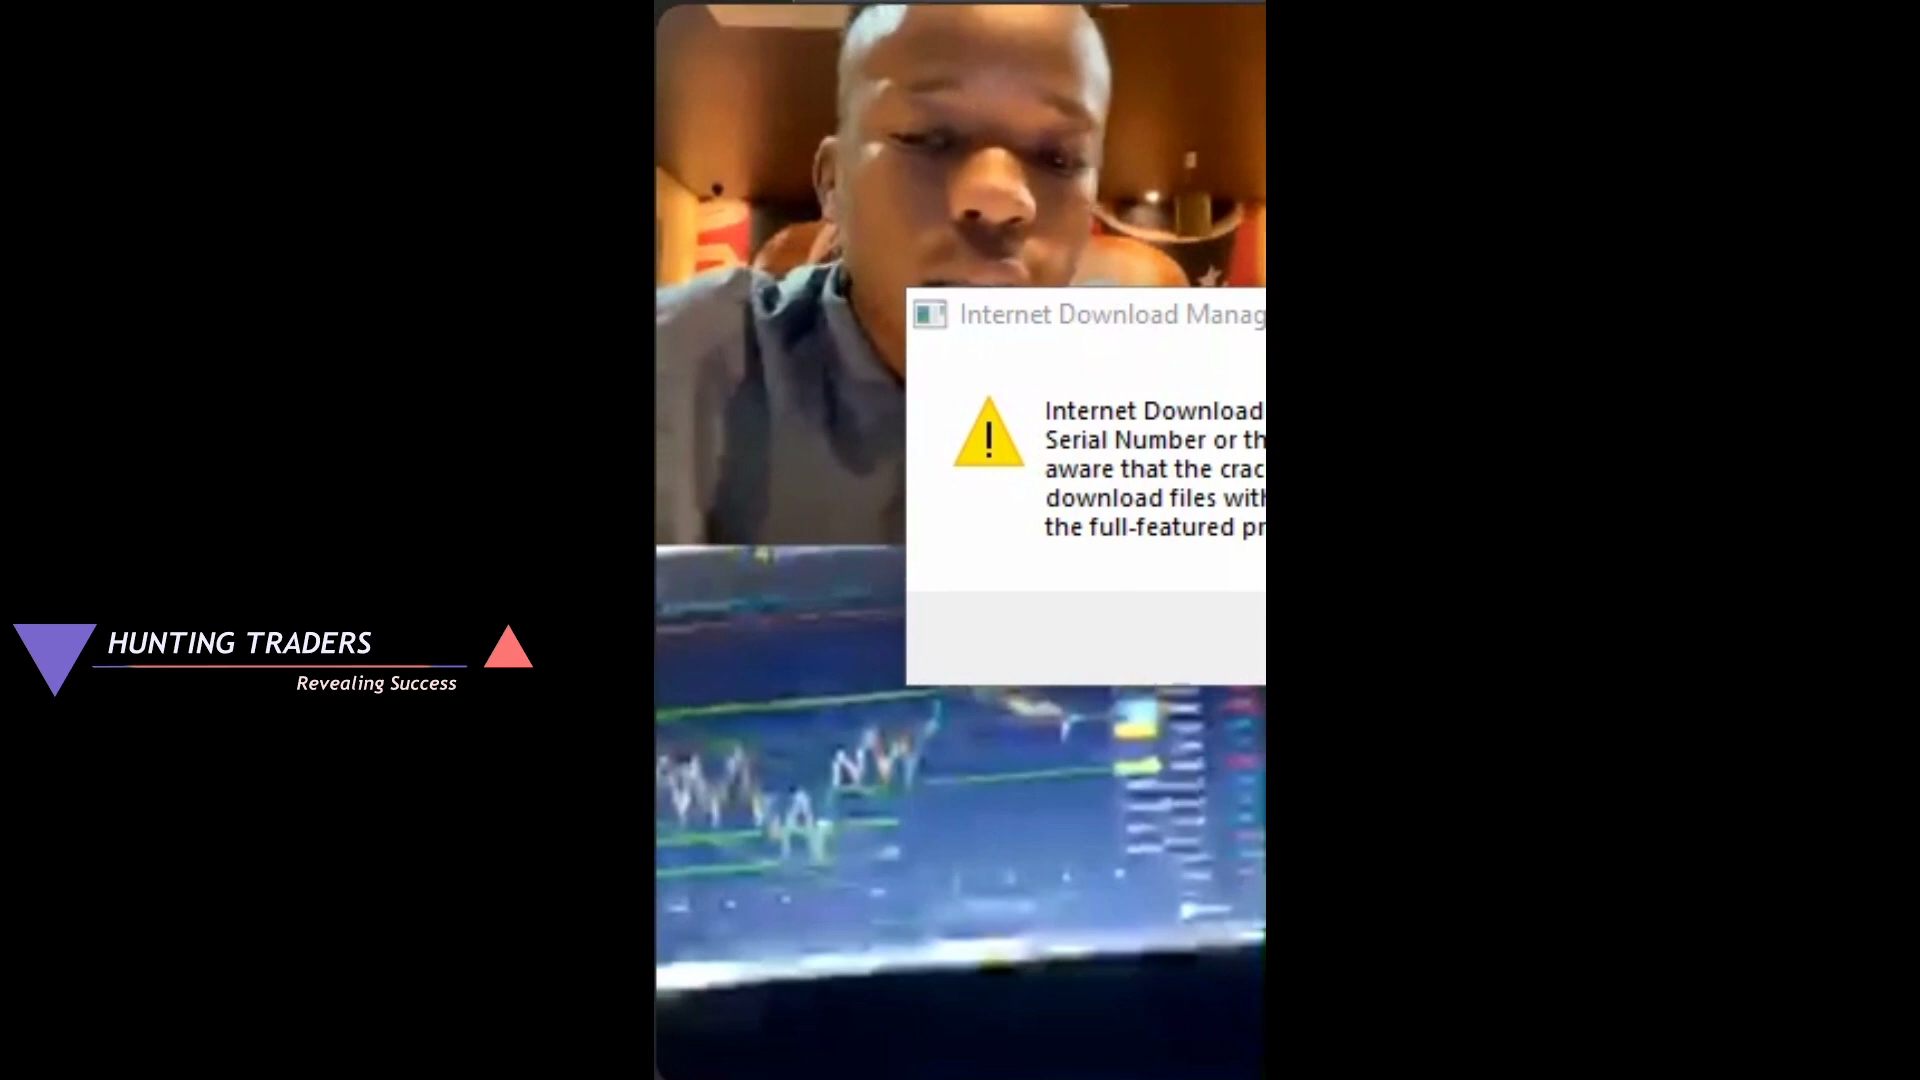 HUNTING TRADERS
Revealing Success
Internet Download Manag
Internet Download
Serial Number or th
aware that the crac
download files with
the full-featured pr